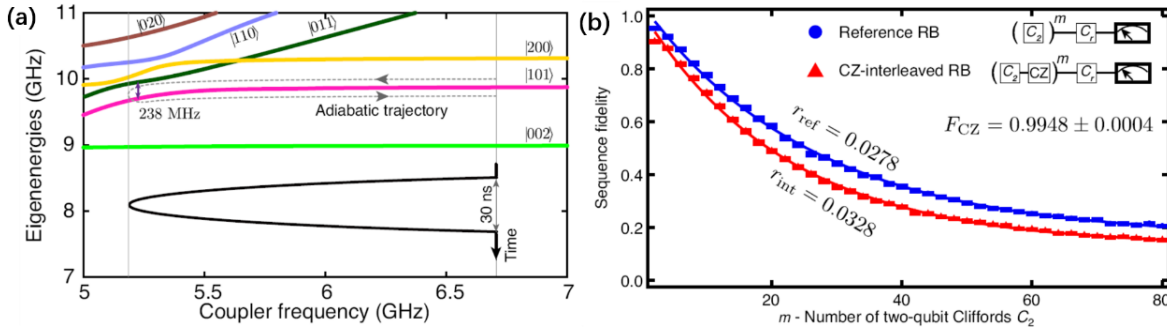 (a)
Eigenenergies (GHz)
11
10
9
8
7
|020⟩
|110⟩
|011⟩
|200⟩
|101⟩
238 MHz
Adiabatic trajectory
|002⟩
30 ns
Time
5
5.5
6
6.5
7
Coupler frequency (GHz)
(b)
Sequence fidelity
1.0
0.8
0.6
0.4
0.2
0.0
Reference RB
CZ-interleaved RB
(C₂)ᵐ Cᵣ
(C₂ CZ)ᵐ Cᵣ
F_CZ = 0.9948 ± 0.0004
r_ref = 0.0278
r_int = 0.0328
20
40
60
80
m - Number of two-qubit Cliffords C₂